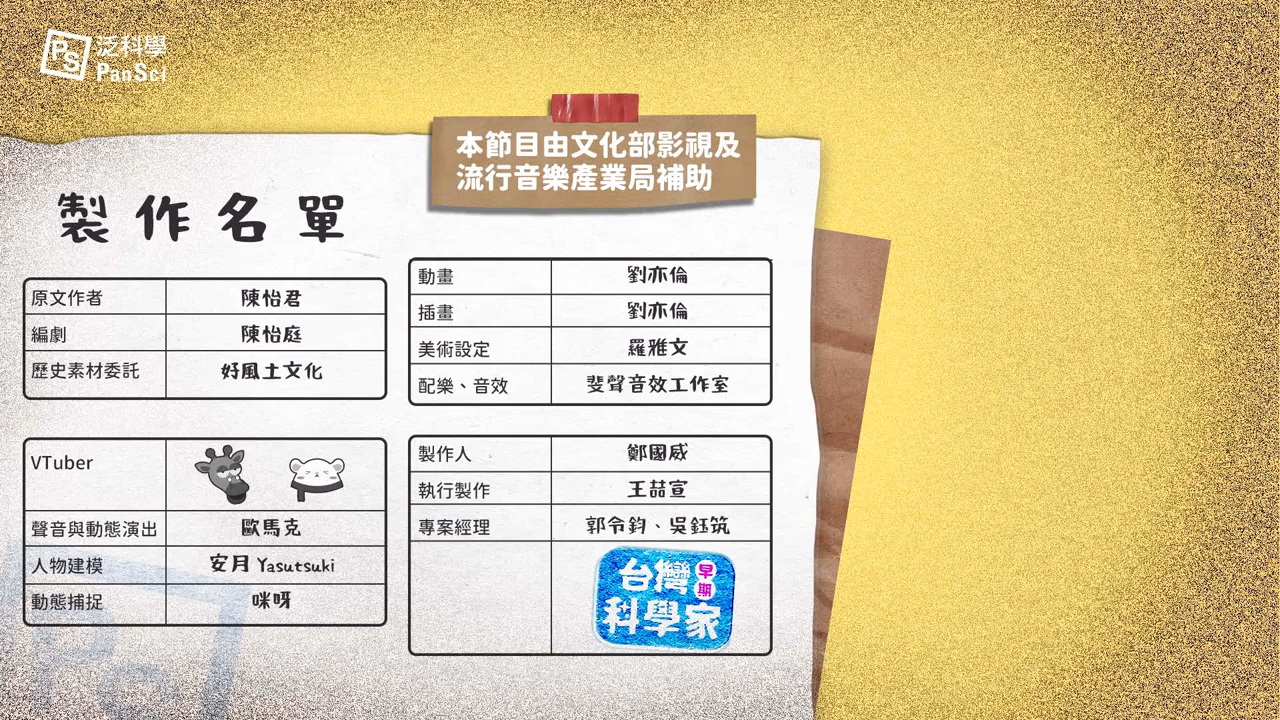 PS
泛科學
PanSci
本節目由文化部影視及
流行音樂產業局補助
製作名單
原文作者 陳怡君
編劇 陳怡庭
歷史素材委託 好風土文化
VTuber
聲音與動態演出 歐馬克
人物建模 安月 Yasutsuki
動態捕捉 咪呀
動畫 劉亦倫
插畫 劉亦倫
美術設定 羅雅文
配樂、音效 斐聲音效工作室
製作人 鄭國威
執行製作 王喆宣
專案經理 郭令鈞、吳鈺筑
台灣早期
科學家